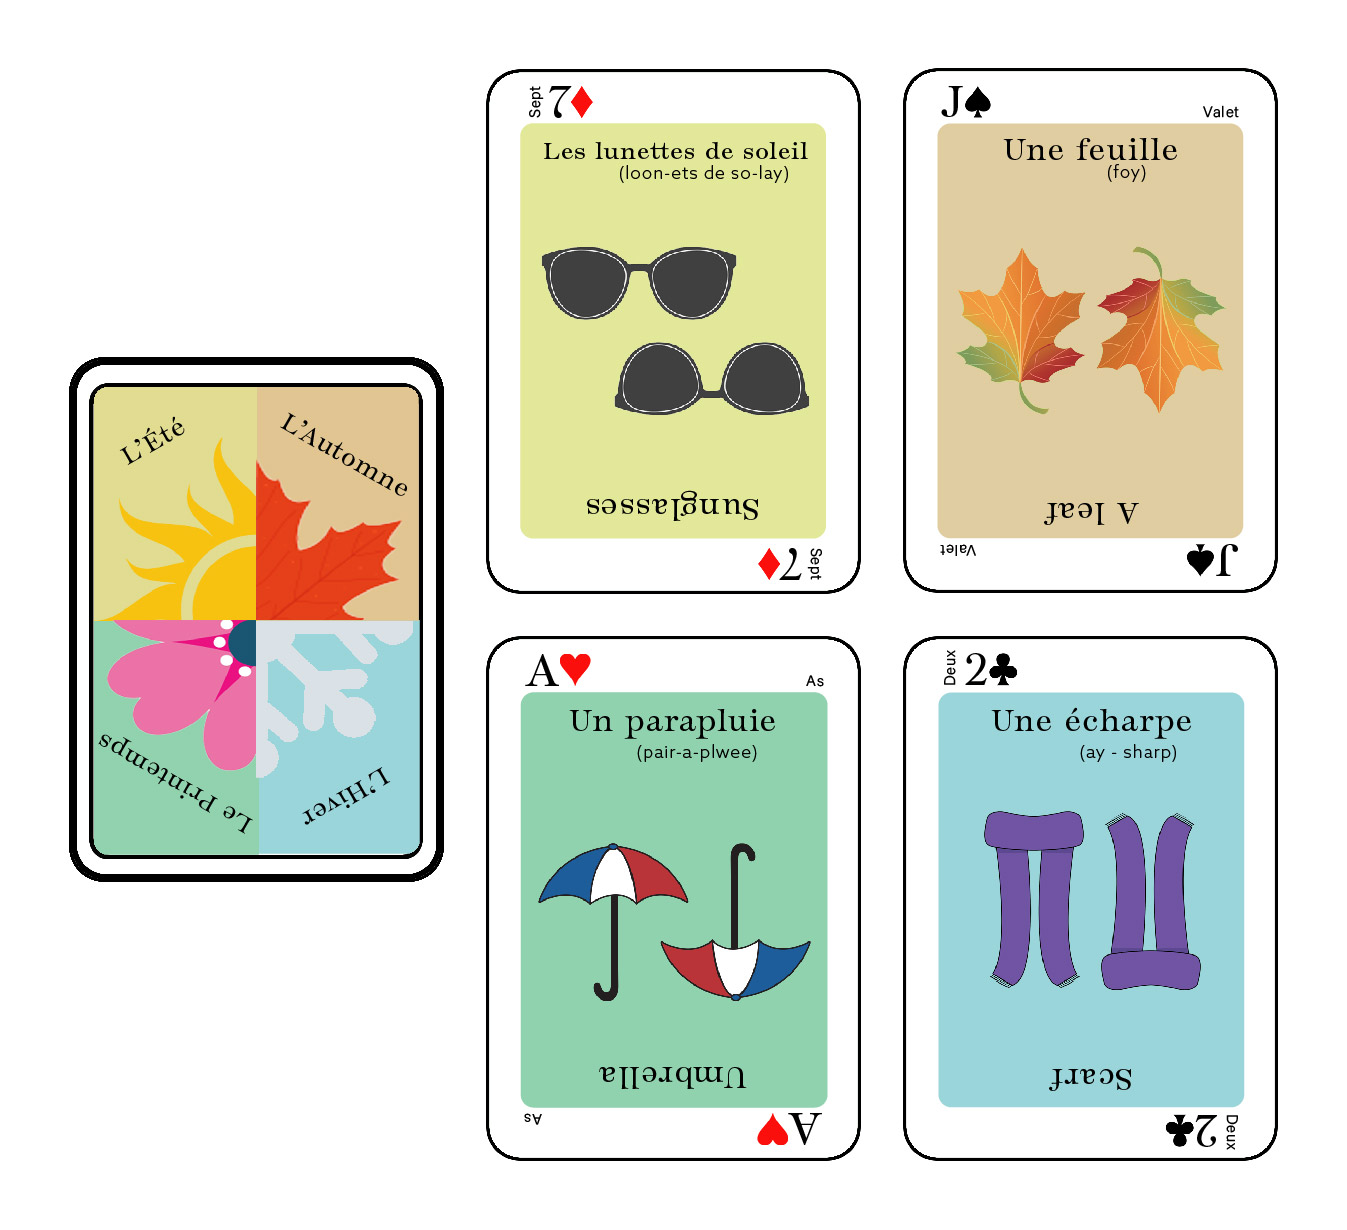 L'Été
L'Automne
Le Printemps
L'Hiver
Sept
7♦
Les lunettes de soleil
(loon-ets de so-lay)
Sunglasses
7♦
Sept
J♠
Valet
Une feuille
(foy)
A leaf
Valet
J♠
A♥
As
Un parapluie
(pair-a-plwee)
Umbrella
As
A♥
Deux
2♣
Une écharpe
(ay - sharp)
Scarf
2♣
Deux